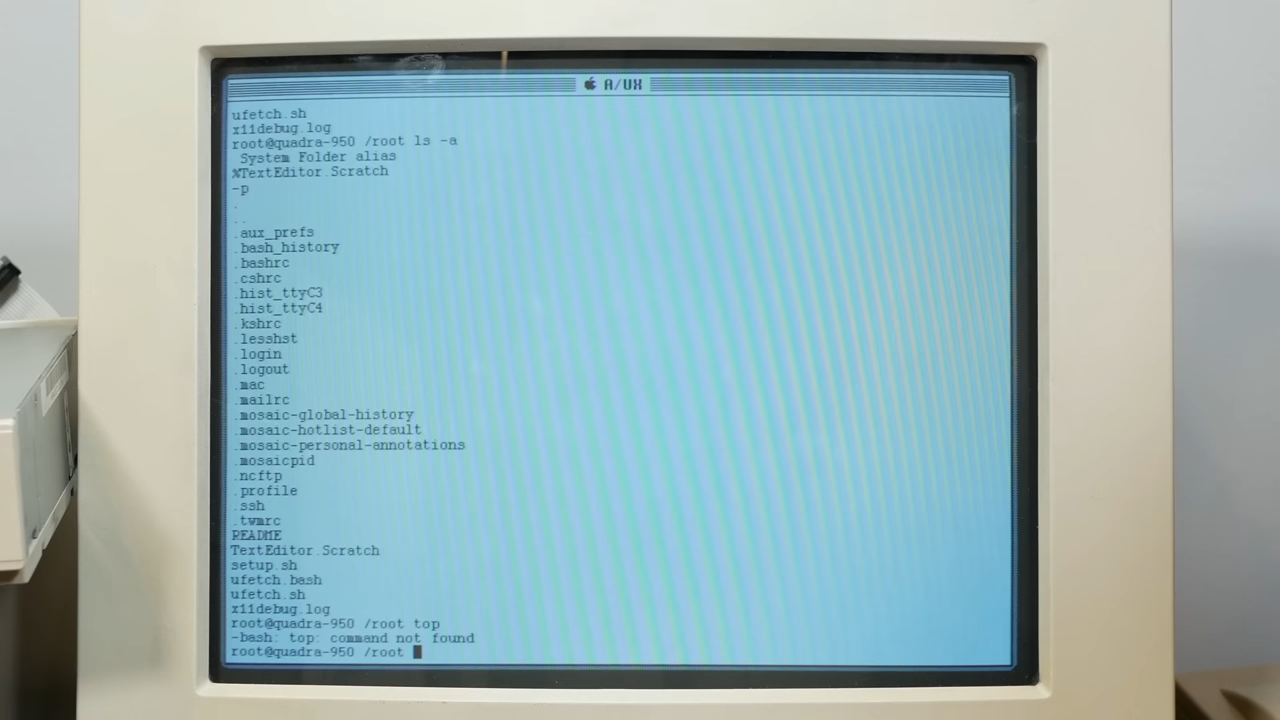 A/UX
ufetch.sh
x11debug.log
root@quadra-950 /root ls -a
System Folder alias
%TextEditor.Scratch
-p
.
..
.aux_prefs
.bash_history
.bashrc
.cshrc
.hist_ttyC3
.hist_ttyC4
.kshrc
.lesshst
.login
.logout
.mac
.mailrc
.mosaic-global-history
.mosaic-hotlist-default
.mosaic-personal-annotations
.mosaicpid
.ncftp
.profile
.ssh
.twmrc
README
TextEditor.Scratch
setup.sh
ufetch.bash
ufetch.sh
x11debug.log
root@quadra-950 /root top
-bash: top: command not found
root@quadra-950 /root